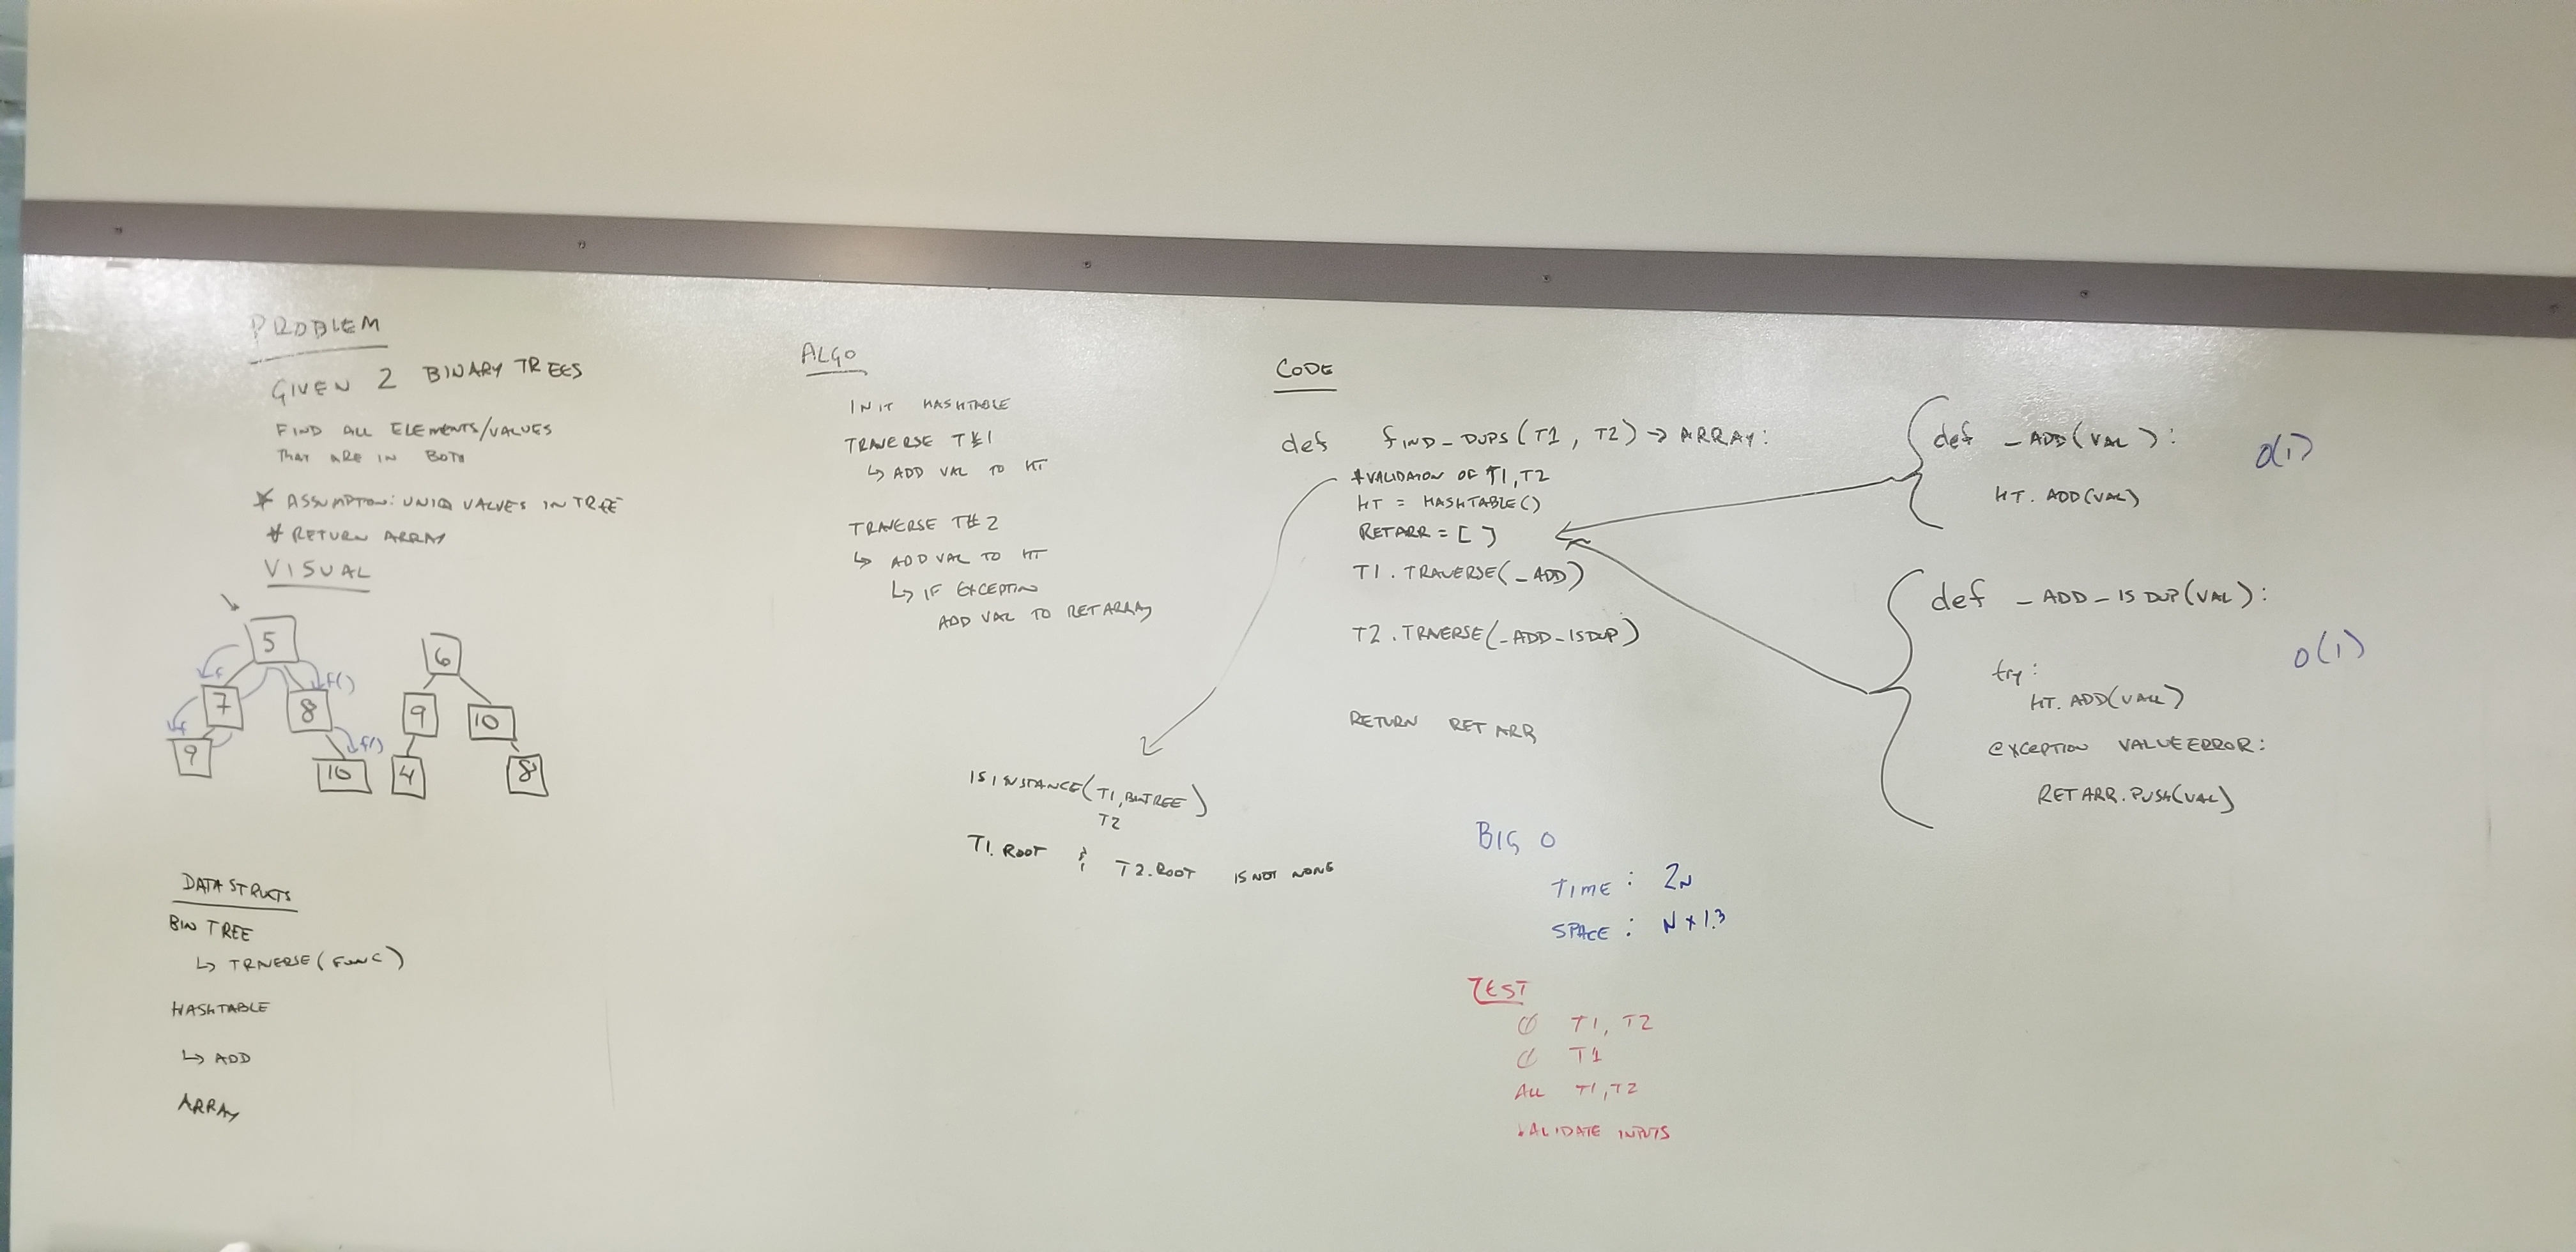 PROBLEM
GIVEN 2 BINARY TREES
FIND ALL ELEMENTS/VALUES
THAT ARE IN BOTH
* ASSUMPTION: UNIQ VALUES IN TREE
* RETURN ARRAY
VISUAL
5
f
f()
7
8
f
f()
9
10
6
9
10
4
8
DATA STRUCTS
BIN TREE
↳ TRAVERSE(FUNC)
HASHTABLE
↳ ADD
ARRAY
ALGO
INIT HASHTABLE
TRAVERSE T#1
↳ ADD VAL TO HT
TRAVERSE T#2
↳ ADD VAL TO HT
↳ IF EXCEPTION
ADD VAL TO RETARRAY
CODE
def FIND_DUPS(T1, T2) → ARRAY:
#VALIDAION OF T1, T2
HT = HASHTABLE()
RETARR = []
T1.TRAVERSE(_ADD)
T2.TRAVERSE(_ADD_ISDUP)
RETURN RETARR
ISINSTANCE(T1, BINTREE)
T2
T1.ROOT & T2.ROOT IS NOT NONE
def _ADD(VAL):
HT.ADD(VAL)
O(1)
def _ADD_ISDUP(VAL):
try:
HT.ADD(VAL)
EXCEPTION VALUEERROR:
RETARR.PUSH(VAL)
O(1)
BIG O
TIME: 2N
SPACE: N x 1.3
TEST
T1, T2
T1
ALL T1, T2
VALIDATE INPUTS